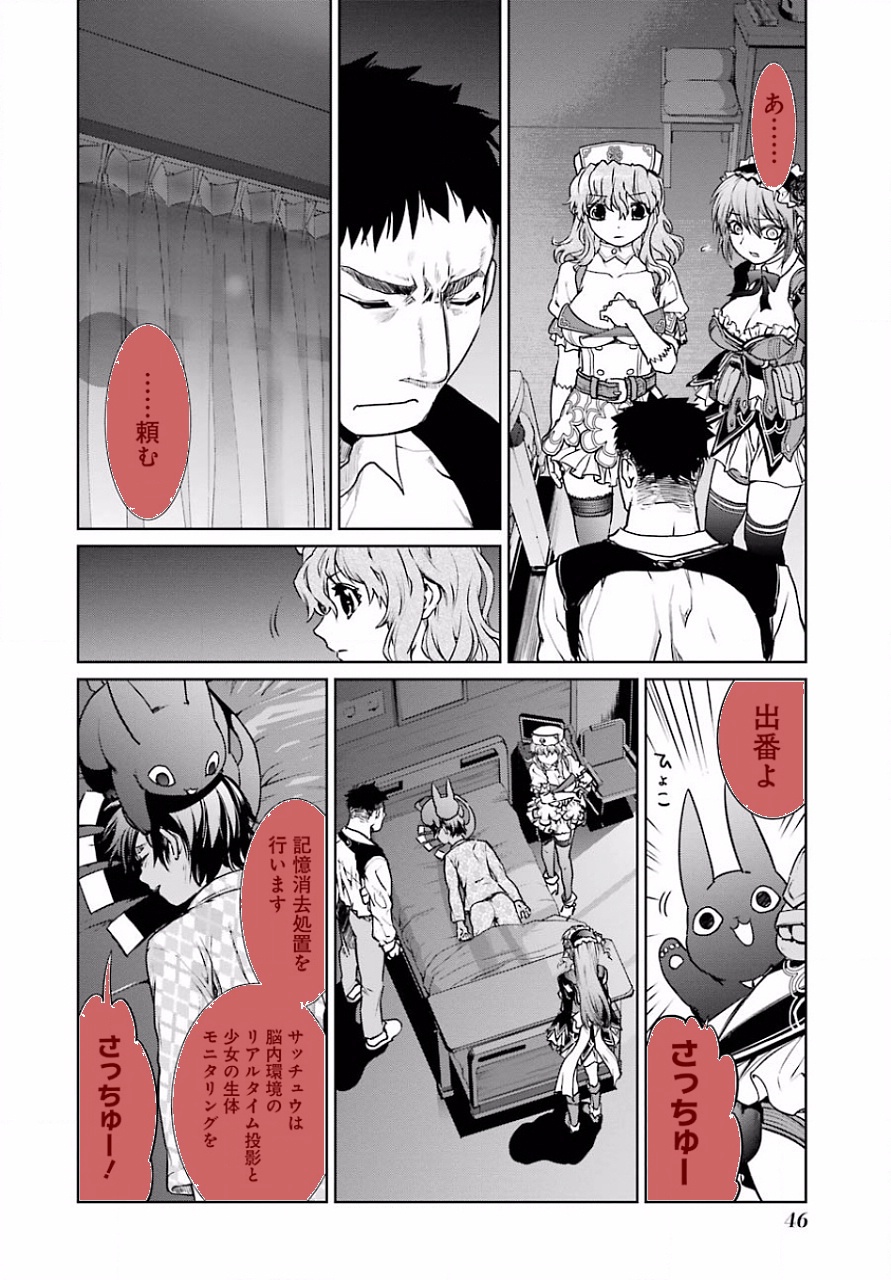 あ……
……頼む
出番よ
ひょこ
さっちゅー
記憶消去処置を
行います
サッチュウは
脳内環境の
リアルタイム投影と
少女の生体
モニタリングを
さっちゅー!
46